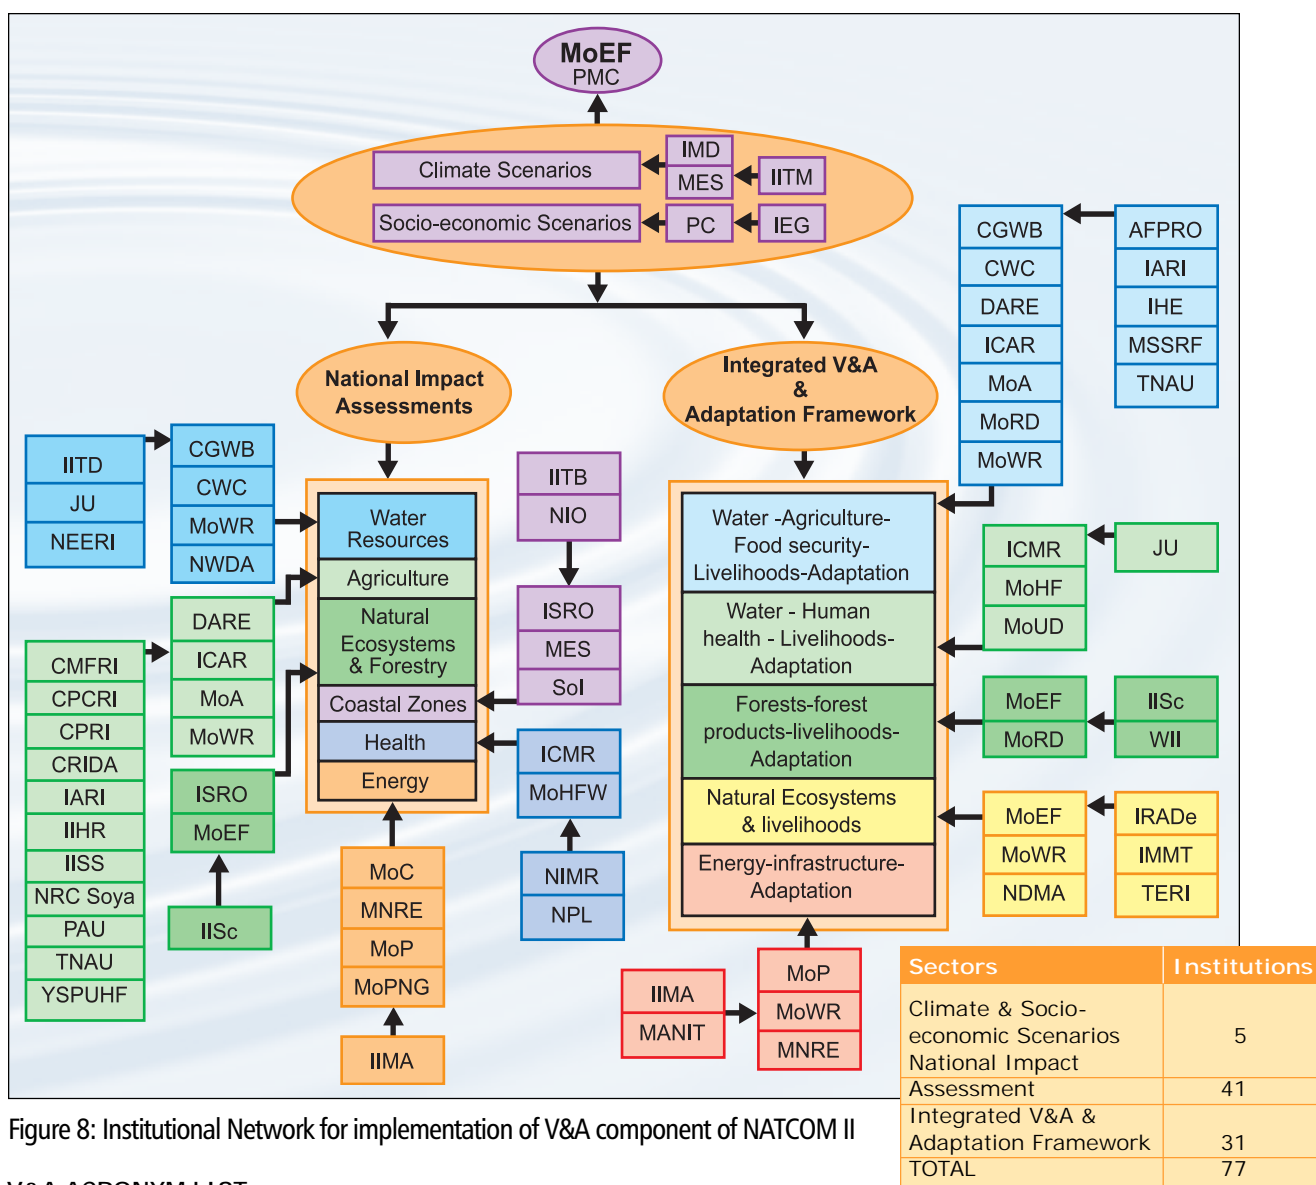 MoEF
PMC
Climate Scenarios
IMD
MES
IITM
Socio-economic Scenarios
PC
IEG
National Impact
Assessments
Integrated V&A
&
Adaptation Framework
IITD
JU
NEERI
CGWB
CWC
MoWR
NWDA
DARE
ICAR
MoA
MoWR
CMFRI
CPCRI
CPRI
CRIDA
IARI
IIHR
IISS
NRC Soya
PAU
TNAU
YSPUHF
ISRO
MoEF
IISc
Water
Resources
Agriculture
Natural
Ecosystems
& Forestry
Coastal Zones
Health
Energy
MoC
MNRE
MoP
MoPNG
IIMA
IITB
NIO
ISRO
MES
SoI
ICMR
MoHFW
NIMR
NPL
Water -Agriculture-
Food security-
Livelihoods-Adaptation
Water - Human
health - Livelihoods-
Adaptation
Forests-forest
products-livelihoods-
Adaptation
Natural Ecosystems
& livelihoods
Energy-infrastructure-
Adaptation
CGWB
CWC
DARE
ICAR
MoA
MoRD
MoWR
AFPRO
IARI
IHE
MSSRF
TNAU
ICMR
MoHF
MoUD
JU
MoEF
MoRD
IISc
WII
MoEF
MoWR
NDMA
IRADe
IMMT
TERI
IIMA
MANIT
MoP
MoWR
MNRE
Sectors Institutions
Climate & Socio-
economic Scenarios 5
National Impact
Assessment 41
Integrated V&A &
Adaptation Framework 31
TOTAL 77
Figure 8: Institutional Network for implementation of V&A component of NATCOM II
V&A ACRONYM LIST